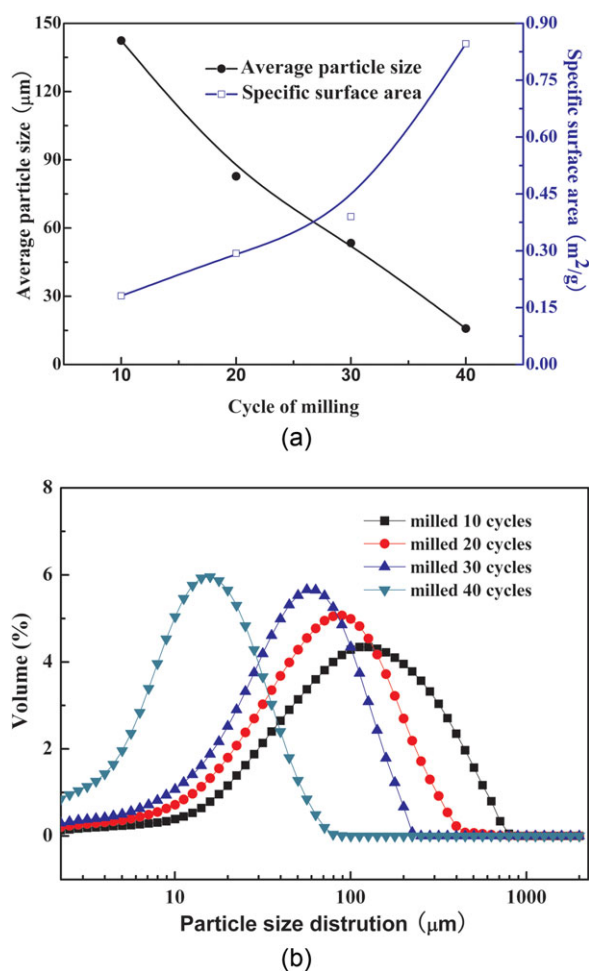 150
120
90
60
30
0
Average particle size (μm)
Average particle size
Specific surface area
0.90
0.75
0.60
0.45
0.30
0.15
0.00
Specific surface area (m²/g)
10 20 30 40
Cycle of milling
(a)
8
6
4
2
0
Volume (%)
milled 10 cycles
milled 20 cycles
milled 30 cycles
milled 40 cycles
10 100 1000
Particle size distrution (μm)
(b)